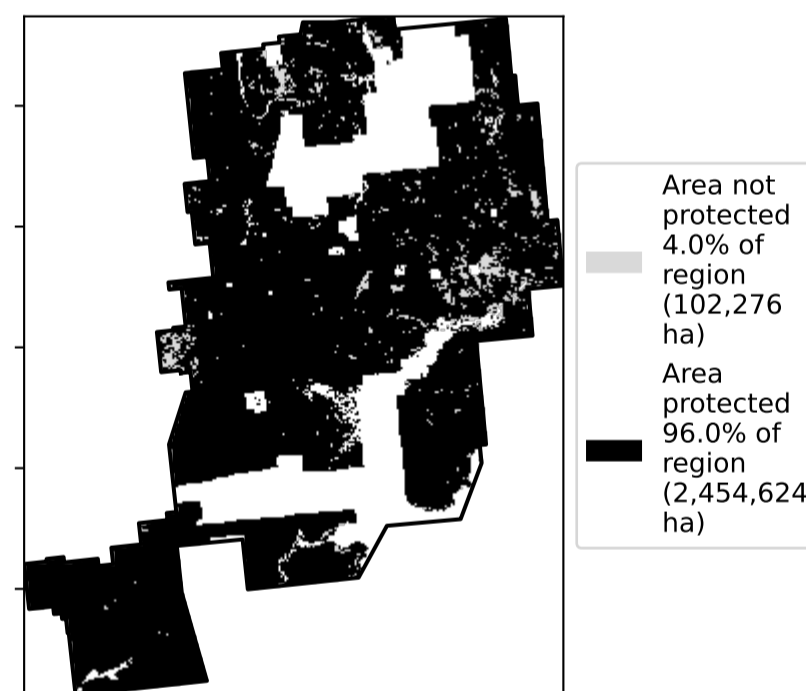 Area not
protected
4.0% of
region
(102,276
ha)
Area
protected
96.0% of
region
(2,454,624
ha)